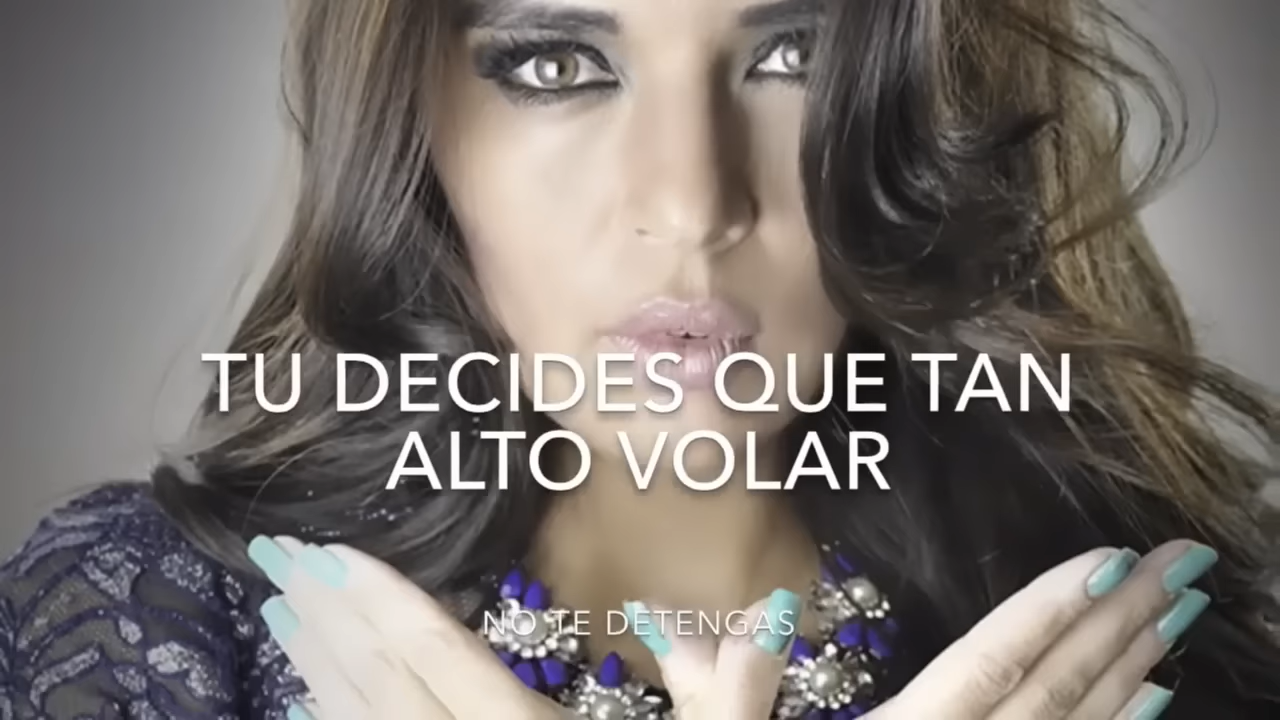 TU DECIDES QUE TAN
ALTO VOLAR
NO TE DETENGAS